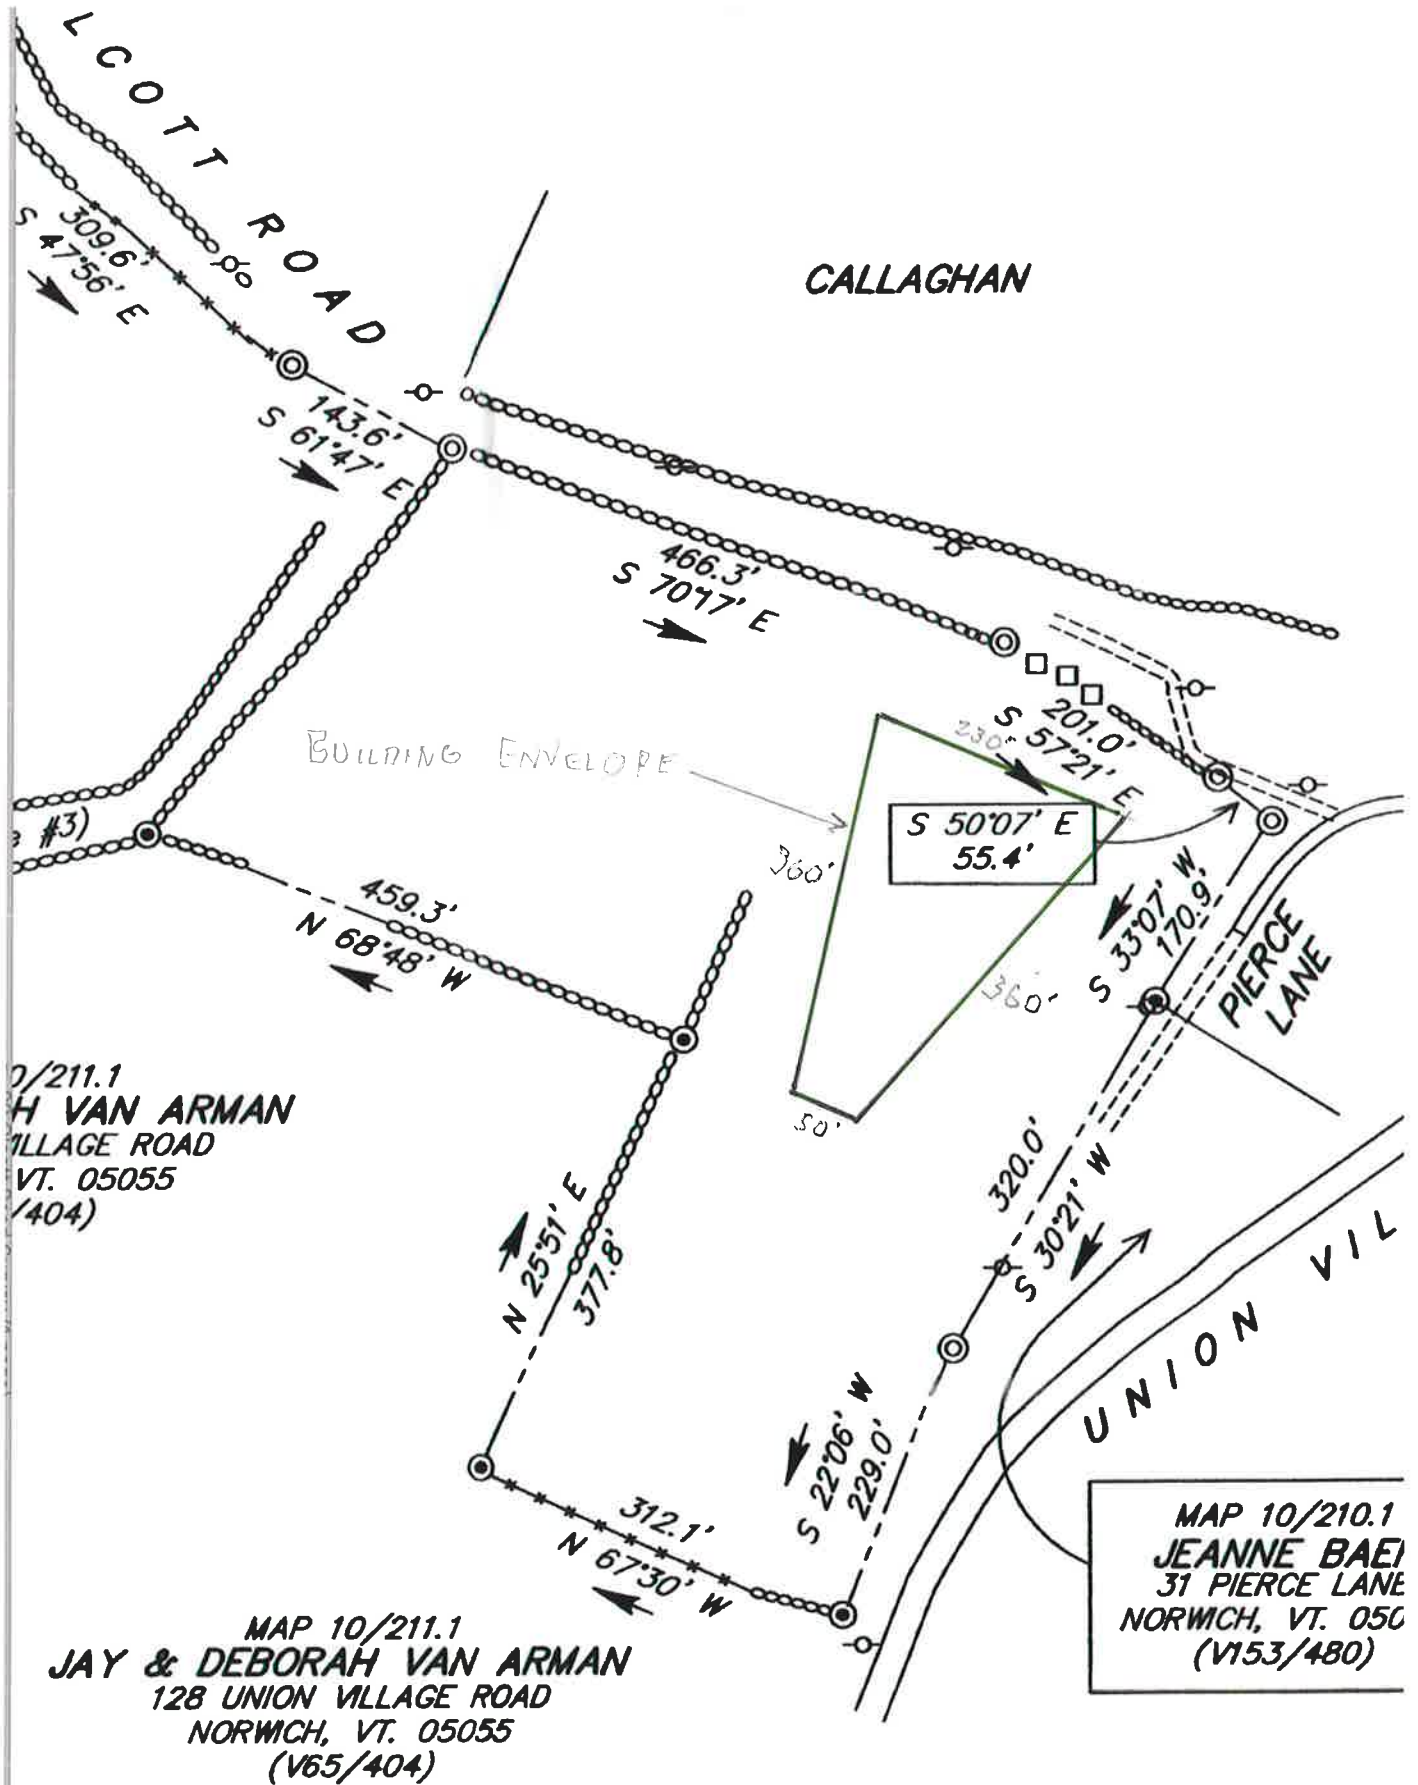 LCOTT ROAD
309.6'
S 47°56' E
CALLAGHAN
143.6'
S 61°47' E
466.3'
S 70°17' E
201.0'
S 57°21' E
230'
BUILDING ENVELOPE
S 50°07' E
55.4'
#3)
360'
459.3'
N 68°48' W
S 33°07' W
170.9'
360'
PIERCE
LANE
0/211.1
H VAN ARMAN
ILLAGE ROAD
VT. 05055
/404)
50'
320.0'
S 30°21' W
N 25°51' E
377.8'
UNION VIL
S 22°06' W
229.0'
312.1'
N 67°30' W
MAP 10/210.1
JEANNE BAE
31 PIERCE LANE
NORWICH, VT. 050
(V153/480)
MAP 10/211.1
JAY & DEBORAH VAN ARMAN
128 UNION VILLAGE ROAD
NORWICH, VT. 05055
(V65/404)